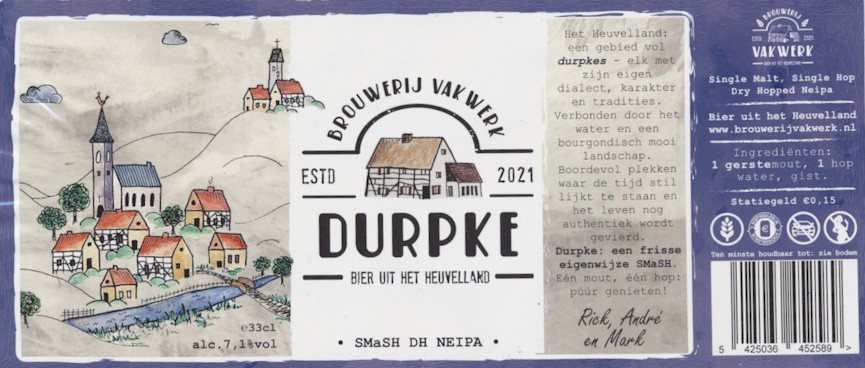 e33cl
alc.7,1%vol
BROUWERIJ VAKWERK
ESTD 2021
DURPKE
BIER UIT HET HEUVELLAND
• SMaSH DH NEIPA •
Het Heuvelland:
een gebied vol
durpkes - elk met
zijn eigen
dialect, karakter
en tradities.
Verbonden door het
water en een
bourgondisch mooi
landschap.
Boordevol plekken
waar de tijd stil
lijkt te staan en
het leven nog
authentiek wordt
gevierd.
Durpke: een frisse
eigenwijze SMaSH.
Eén mout, één hop:
púúr genieten!
Rick, André
en Mark
BROUWERIJ
ESTD 2021
VAKWERK
BIER UIT HET HEUVELLAND
Single Malt, Single Hop
Dry Hopped Neipa
Bier uit het Heuvelland
www.brouwerijvakwerk.nl
Ingrediënten:
1 gerstemout, 1 hop
water, gist.
Statiegeld €0,15
Ten minste houdbaar tot: zie bodem
5 425036 452589 >